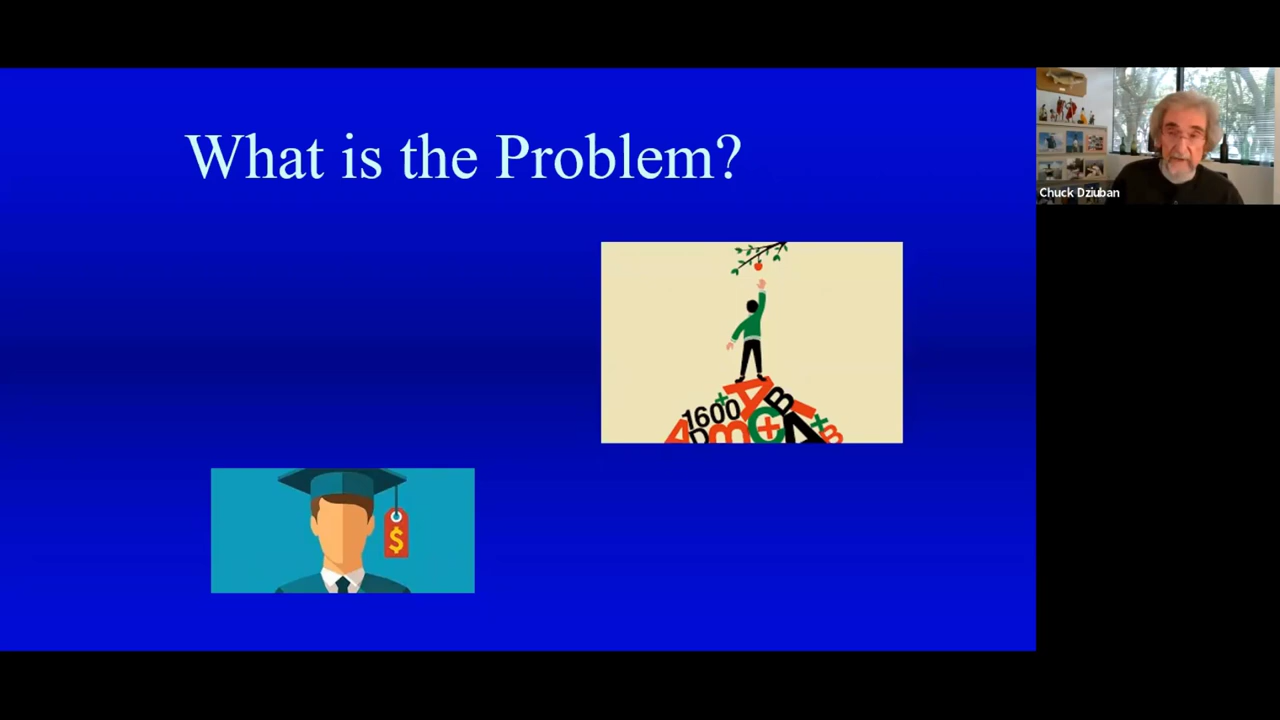 What is the Problem?
Chuck Dziuban
1600 + A B
A D B C + A + B
$